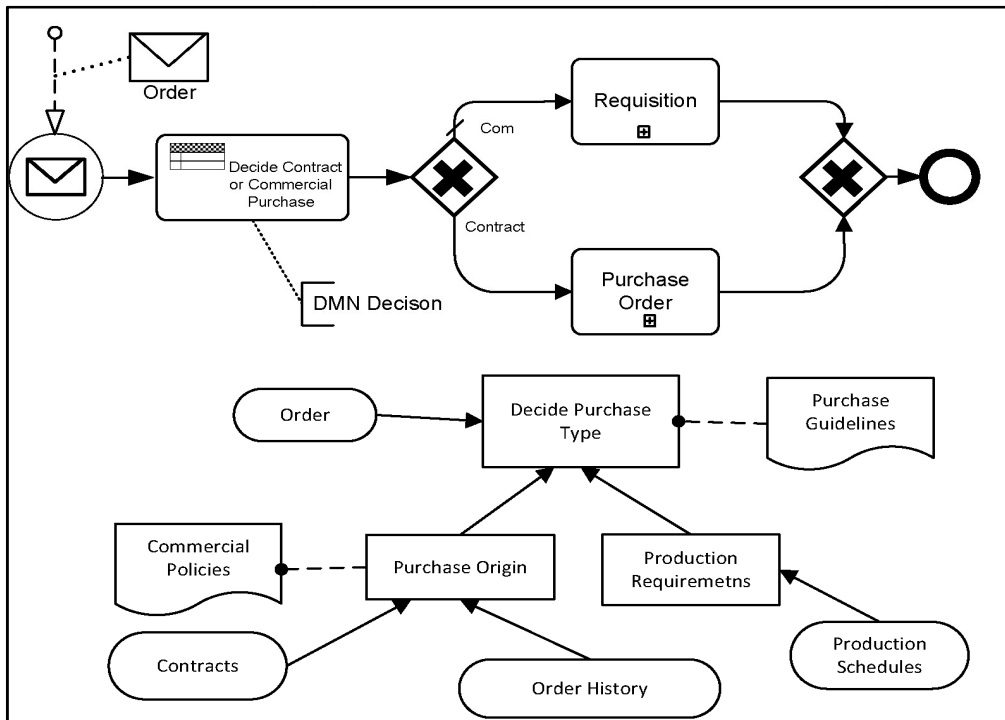 Order
Decide Contract
or Commercial
Purchase
Com
Contract
Requisition
Purchase
Order
DMN Decison
Order
Decide Purchase
Type
Purchase
Guidelines
Commercial
Policies
Purchase Origin
Production
Requiremetns
Contracts
Order History
Production
Schedules